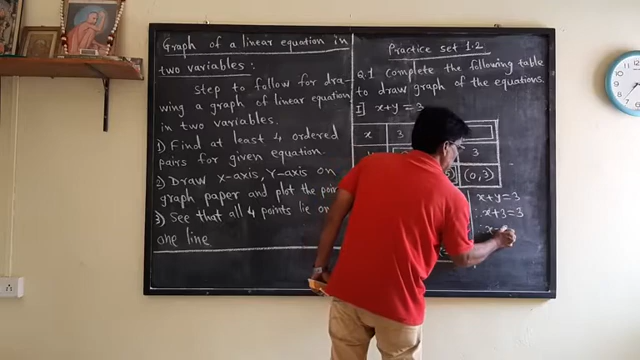 Graph of a linear equation in
two variables:
Step to follow for dra-
wing a graph of linear equation
in two variables.
1) Find at least 4 ordered
pairs for given equation.
2) Draw X-axis, Y-axis on
graph paper and plot the
3) See that all 4 points lie on
one line
Practice set 1.2
Q.1 Complete the following table
to draw graph of the equations.
I] x+y = 3
x 3
3
(0,3)
x+y=3
∴ x+3=3